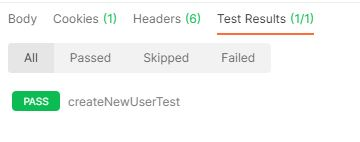 Body Cookies (1) Headers (6) Test Results (1/1)
All Passed Skipped Failed
PASS createNewUserTest